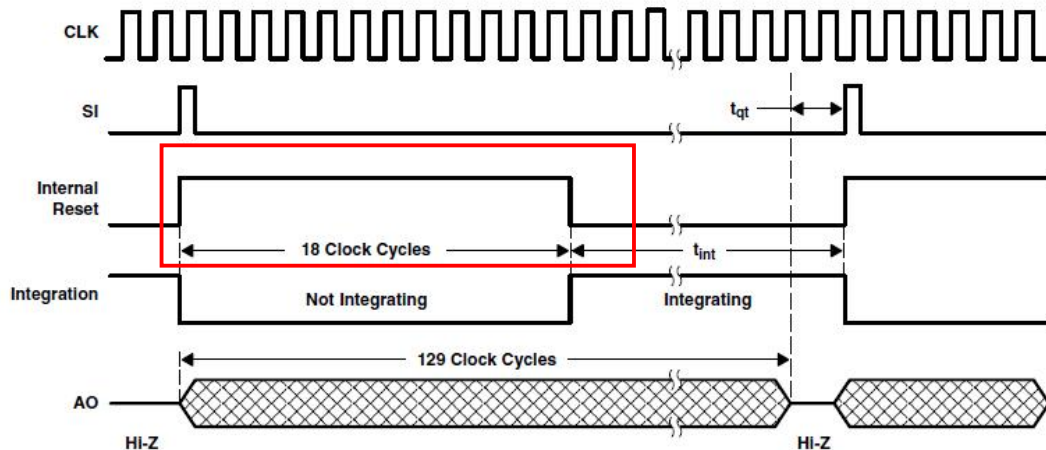 CLK
SI
tqt
Internal
Reset
18 Clock Cycles
tint
Integration
Not Integrating
Integrating
129 Clock Cycles
AO
Hi-Z
Hi-Z